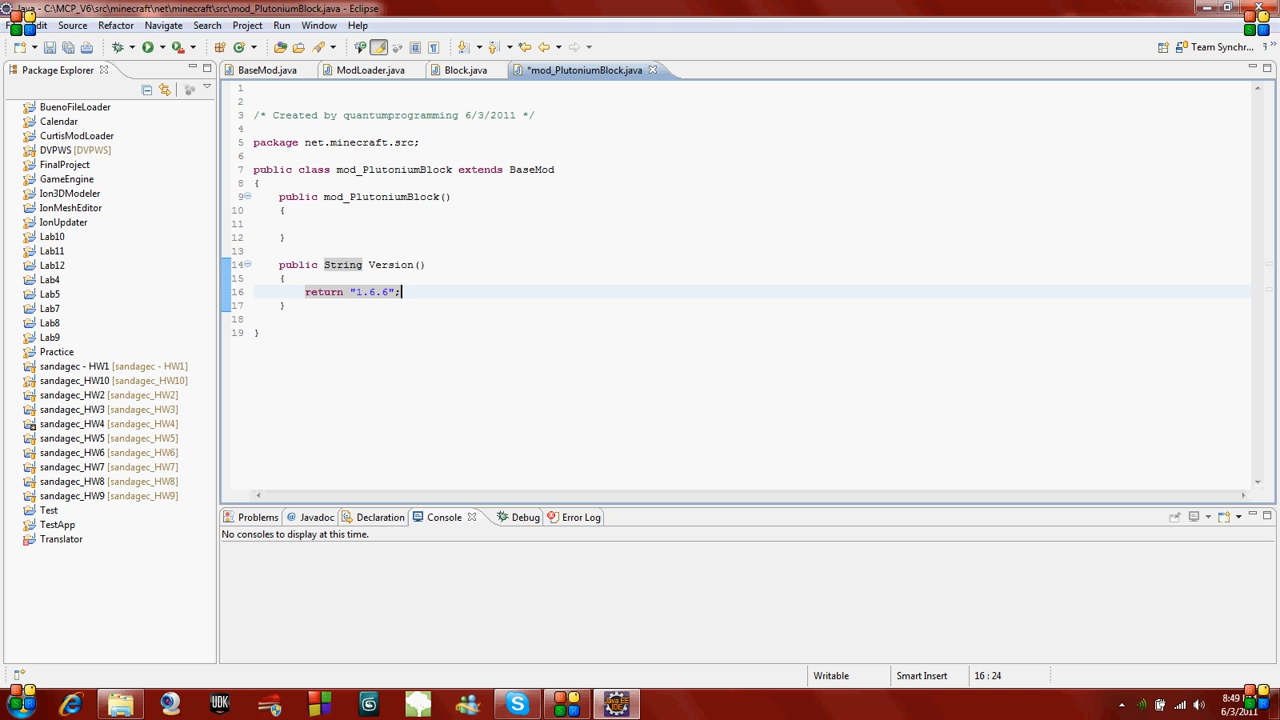 Java - C:\MCP_V6\src\minecraft\net\minecraft\src\mod_PlutoniumBlock.java - Eclipse
Edit Source Refactor Navigate Search Project Run Window Help
Team Synchr...
Package Explorer
BaseMod.java ModLoader.java Block.java *mod_PlutoniumBlock.java
BuenoFileLoader
Calendar
CurtisModLoader
DVPWS [DVPWS]
FinalProject
GameEngine
Ion3DModeler
IonMeshEditor
IonUpdater
Lab10
Lab11
Lab12
Lab4
Lab5
Lab7
Lab8
Lab9
Practice
sandagec - HW1 [sandagec - HW1]
sandagec_HW10 [sandagec_HW10]
sandagec_HW2 [sandagec_HW2]
sandagec_HW3 [sandagec_HW3]
sandagec_HW4 [sandagec_HW4]
sandagec_HW5 [sandagec_HW5]
sandagec_HW6 [sandagec_HW6]
sandagec_HW7 [sandagec_HW7]
sandagec_HW8 [sandagec_HW8]
sandagec_HW9 [sandagec_HW9]
Test
TestApp
Translator
1
2
3 /* Created by quantumprogramming 6/3/2011 */
4
5 package net.minecraft.src;
6
7 public class mod_PlutoniumBlock extends BaseMod
8 {
9 public mod_PlutoniumBlock()
10 {
11
12 }
13
14 public String Version()
15 {
16 return "1.6.6";
17 }
18
19 }
Problems Javadoc Declaration Console Debug Error Log
No consoles to display at this time.
Writable Smart Insert 16 : 24
UDK
Java EE
IDE
8:49 PM
6/3/2011